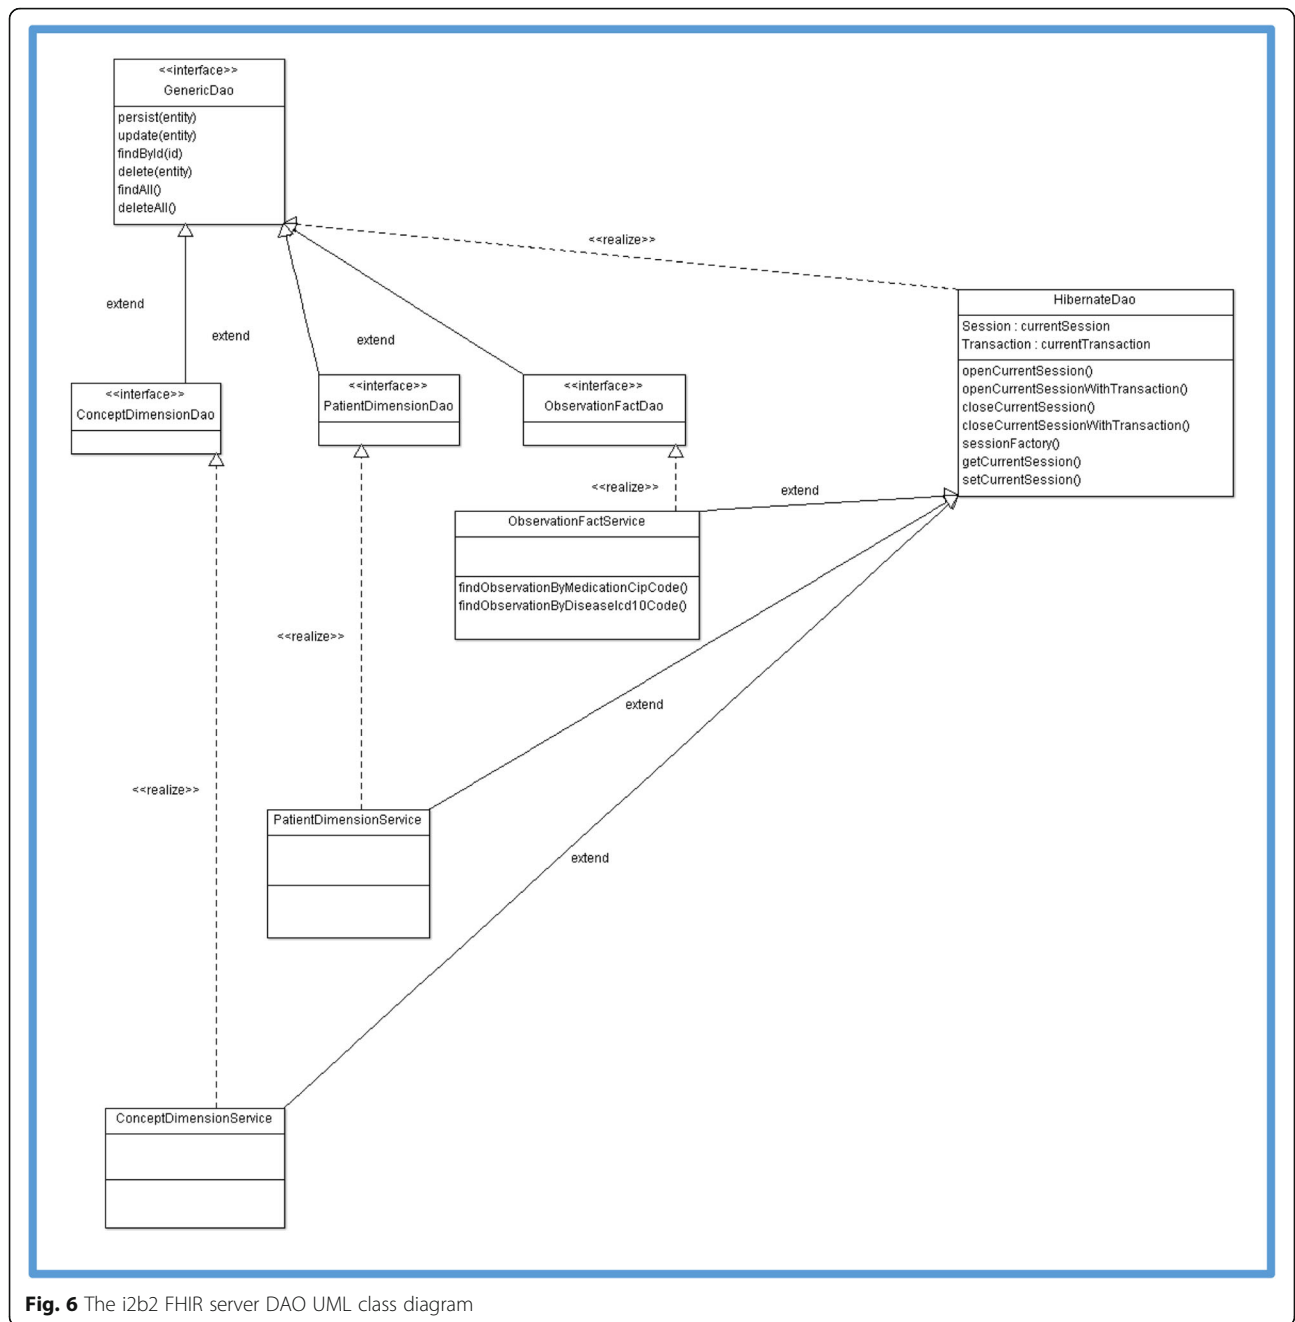 <<interface>>
GenericDao
persist(entity)
update(entity)
findById(id)
delete(entity)
findAll()
deleteAll()
<<realize>>
extend
extend
extend
HibernateDao
Session : currentSession
Transaction : currentTransaction
openCurrentSession()
openCurrentSessionWithTransaction()
closeCurrentSession()
closeCurrentSessionWithTransaction()
sessionFactory()
getCurrentSession()
setCurrentSession()
<<interface>>
ConceptDimensionDao
<<interface>>
PatientDimensionDao
<<interface>>
ObservationFactDao
<<realize>>
extend
ObservationFactService
findObservationByMedicationCipCode()
findObservationByDiseaseIcd10Code()
<<realize>>
extend
<<realize>>
PatientDimensionService
extend
ConceptDimensionService
Fig. 6 The i2b2 FHIR server DAO UML class diagram